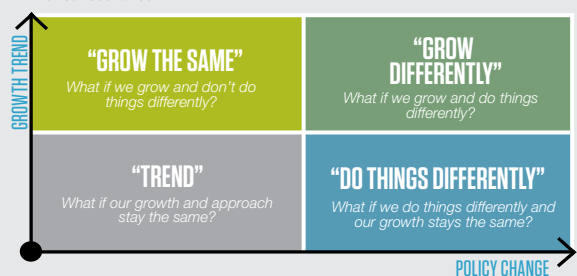 GROWTH TREND
“GROW THE SAME”
What if we grow and don't do
things differently?
“GROW
DIFFERENTLY”
What if we grow and do things
differently?
“TREND”
What if our growth and approach
stay the same?
“DO THINGS DIFFERENTLY”
What if we do things differently and
our growth stays the same?
POLICY CHANGE